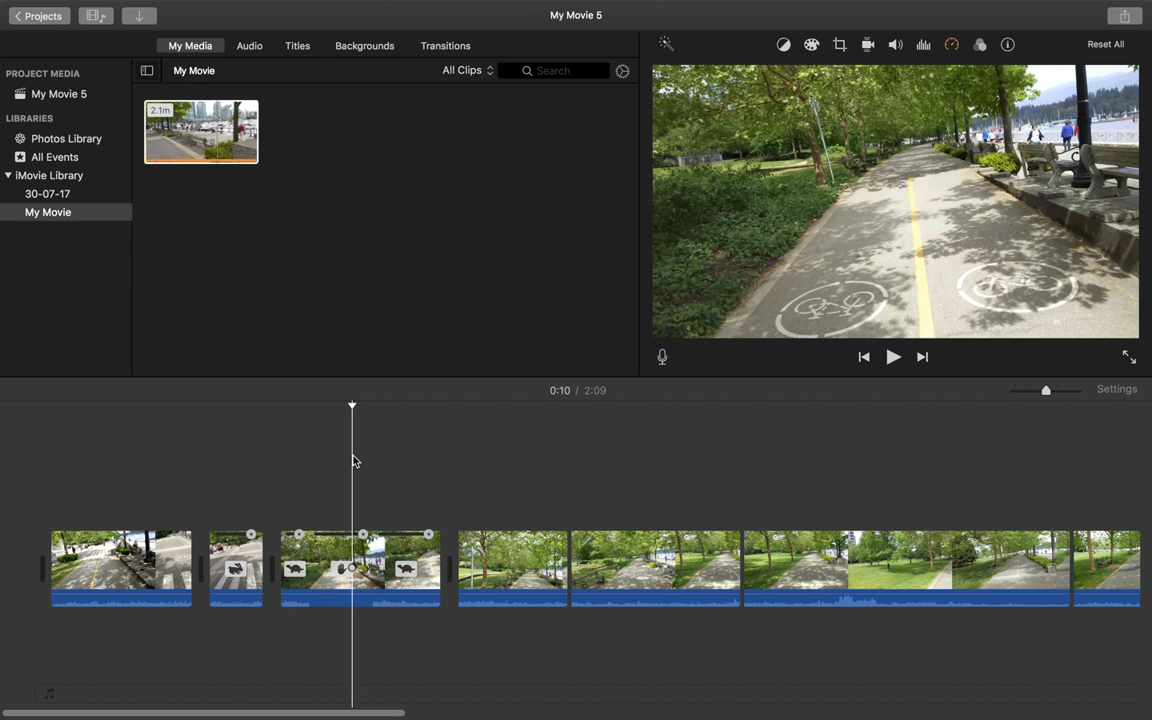 Projects
My Movie 5
My Media
Audio
Titles
Backgrounds
Transitions
Reset All
PROJECT MEDIA
My Movie
All Clips
Search
My Movie 5
2.1m
LIBRARIES
Photos Library
All Events
iMovie Library
30-07-17
My Movie
0:10 / 2:09
Settings